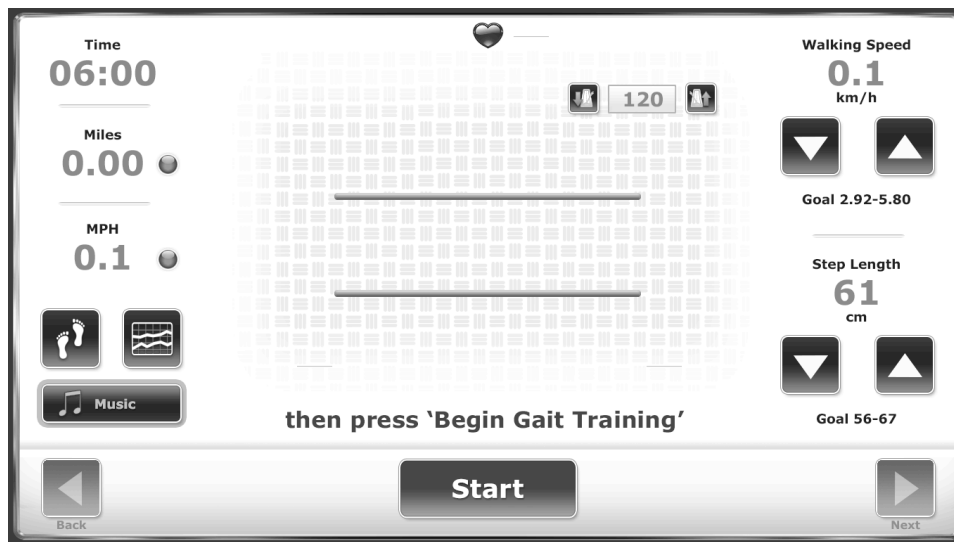 Time
06:00
Miles
0.00
MPH
0.1
Music
120
then press ‘Begin Gait Training’
Walking Speed
0.1
km/h
Goal 2.92-5.80
Step Length
61
cm
Goal 56-67
Back
Start
Next